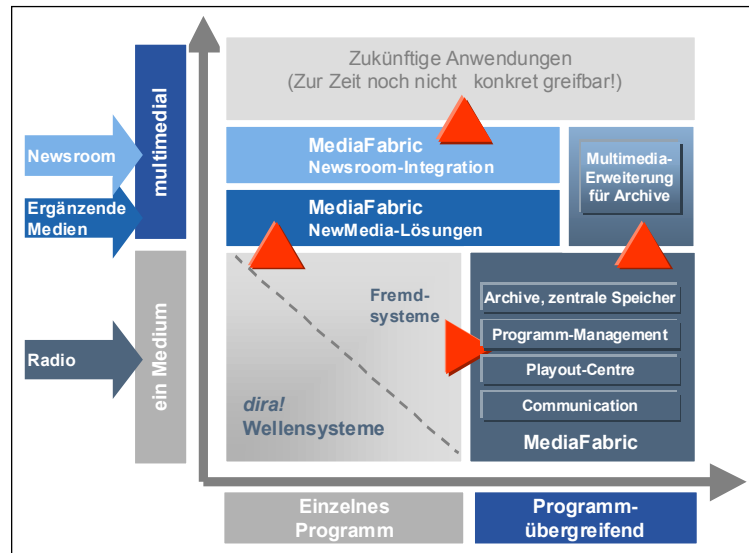 Zukünftige Anwendungen
(Zur Zeit noch nicht konkret greifbar!)
multimedial
Newsroom
Ergänzende
Medien
MediaFabric
Newsroom-Integration
MediaFabric
NewMedia-Lösungen
Multimedia-
Erweiterung
für Archive
ein Medium
Radio
Fremd-
systeme
dira!
Wellensysteme
Archive, zentrale Speicher
Programm-Management
Playout-Centre
Communication
MediaFabric
Einzelnes
Programm
Programm-
übergreifend